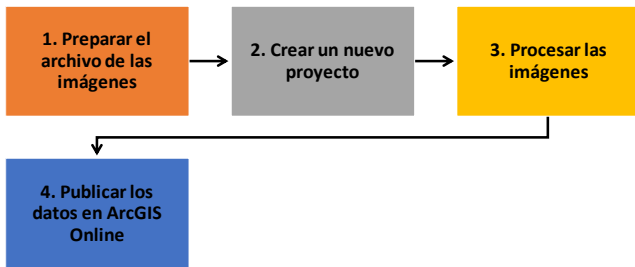 1. Preparar el
archivo de las
imágenes
2. Crear un nuevo
proyecto
3. Procesar las
imágenes
4. Publicar los
datos en ArcGIS
Online